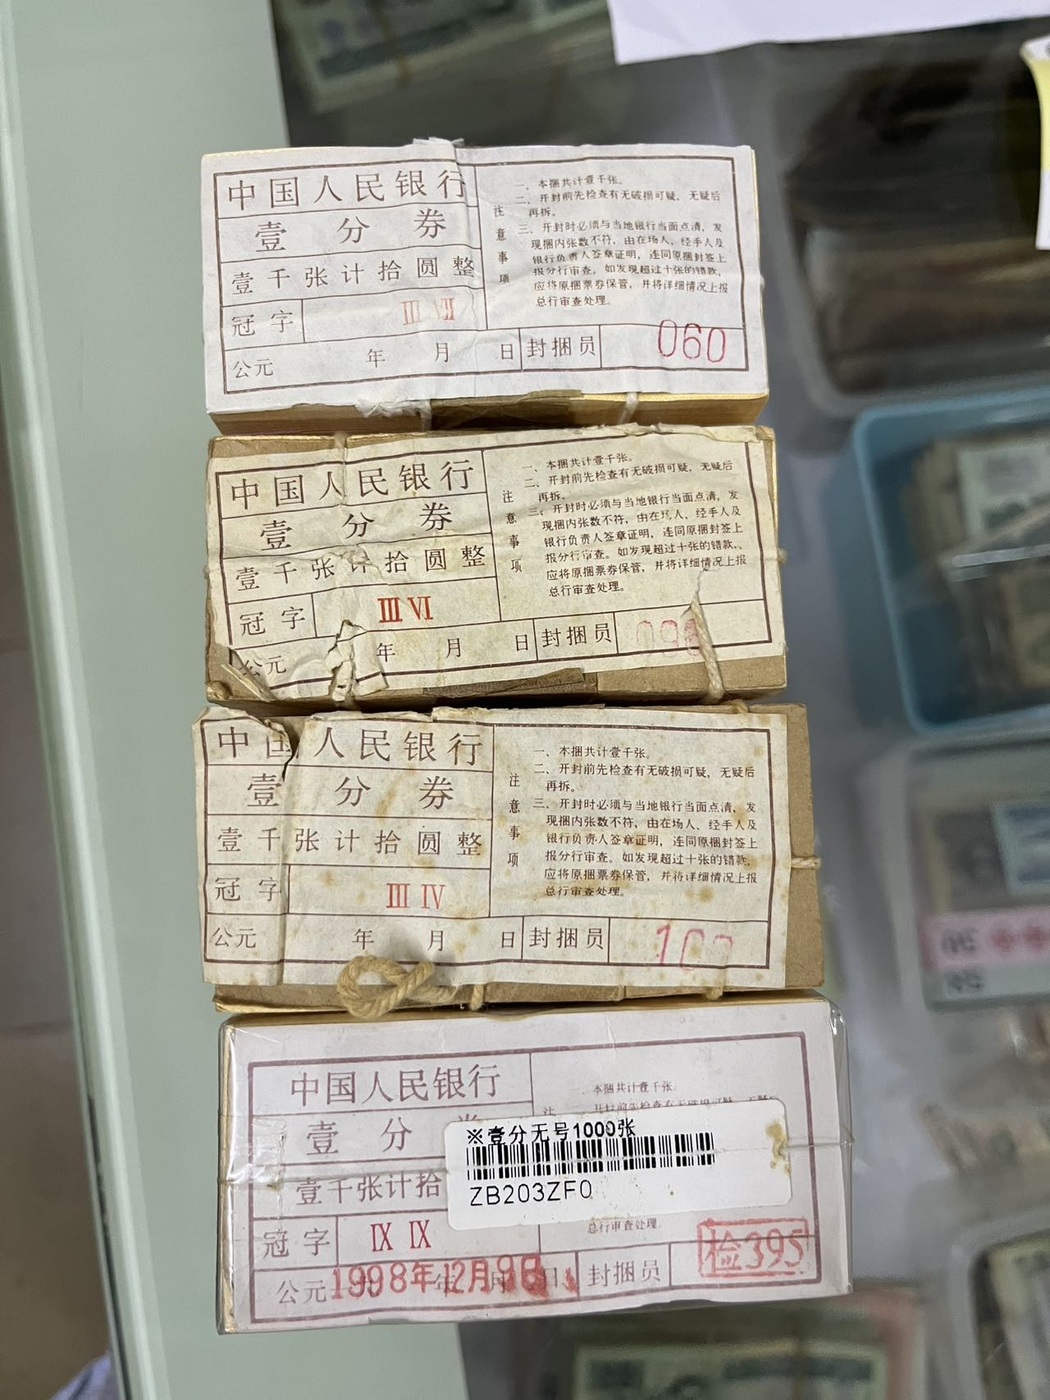 中国人民银行
壹分券
壹千张计拾圆整
冠字 III VII
公元 年 月 日 封捆员 060
注意事项
一、本捆共计壹千张。
二、开封前先检查有无破损可疑，无疑后
再拆。
三、开封时必须与当地银行当面点清，发
现捆内张数不符，由在场人、经手人及
银行负责人签章证明，连同原捆封签上
报分行审查。如发现超过十张的错款，
应将原捆票券保管，并将详细情况上报
总行审查处理。
中国人民银行
壹分券
壹千张计拾圆整
冠字 III VI
公元 年 月 日 封捆员
注意事项
一、本捆共计壹千张。
二、开封前先检查有无破损可疑，无疑后
再拆。
三、开封时必须与当地银行当面点清，发
现捆内张数不符，由在场人、经手人及
银行负责人签章证明，连同原捆封签上
报分行审查。如发现超过十张的错款，
应将原捆票券保管，并将详细情况上报
总行审查处理。
中国人民银行
壹分券
壹千张计拾圆整
冠字 III IV
公元 年 月 日 封捆员
注意事项
一、本捆共计壹千张。
二、开封前先检查有无破损可疑，无疑后
再拆。
三、开封时必须与当地银行当面点清，发
现捆内张数不符，由在场人、经手人及
银行负责人签章证明，连同原捆封签上
报分行审查。如发现超过十张的错款，
应将原捆票券保管，并将详细情况上报
总行审查处理。
中国人民银行
壹分
壹千张计拾
冠字 IX IX
公元1998年12月9日 封捆员 检395
一、本捆共计壹千张。
总行审查处理
※壹分无号1000张
ZB203ZF0